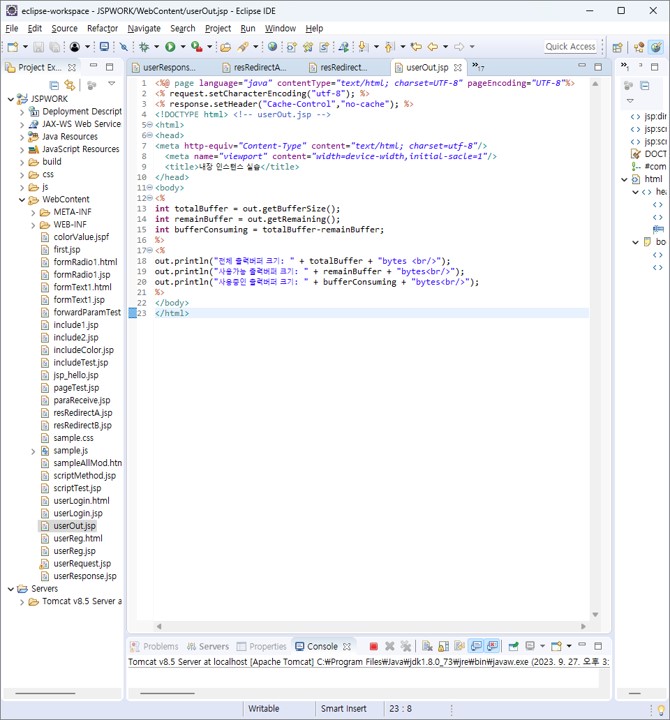 eclipse-workspace - JSPWORK/WebContent/userOut.jsp - Eclipse IDE
File Edit Source Refactor Navigate Search Project Run Window Help
Quick Access
Project Ex...
userRespons...
resRedirectA...
resRedirect...
userOut.jsp
»17
»1
JSPWORK
Deployment Descript
JAX-WS Web Service
Java Resources
JavaScript Resources
build
css
js
WebContent
META-INF
WEB-INF
colorValue.jspf
first.jsp
formRadio1.html
formRadio1.jsp
formText1.html
formText1.jsp
forwardParamTest
include1.jsp
include2.jsp
includeColor.jsp
includeTest.jsp
jsp_hello.jsp
pageTest.jsp
paraReceive.jsp
resRedirectA.jsp
resRedirectB.jsp
sample.css
sample.js
sampleAllMod.htn
scriptMethod.jsp
scriptTest.jsp
userLogin.html
userLogin.jsp
userOut.jsp
userReg.html
userReg.jsp
userRequest.jsp
userResponse.jsp
Servers
Tomcat v8.5 Server a
1 <%@ page language="java" contentType="text/html; charset=UTF-8" pageEncoding="UTF-8"%>
2 <% request.setCharacterEncoding("utf-8"); %>
3 <% response.setHeader("Cache-Control","no-cache"); %>
4 <!DOCTYPE html> <!-- userOut.jsp -->
5 <html>
6 <head>
7 <meta http-equiv="Content-Type" content="text/html; charset=utf-8"/>
8 <meta name="viewport" content="width=device-width,initial-sacle=1"/>
9 <title>내장 인스턴스 실습</title>
10 </head>
11 <body>
12 <%
13 int totalBuffer = out.getBufferSize();
14 int remainBuffer = out.getRemaining();
15 int bufferConsuming = totalBuffer-remainBuffer;
16 %>
17 <%
18 out.println("전체 출력버퍼 크기: " + totalBuffer + "bytes <br/>");
19 out.println("사용가능 출력버퍼 크기: " + remainBuffer + "bytes<br/>");
20 out.println("사용중인 출력버퍼 크기: " + bufferConsuming + "bytes<br/>");
21 %>
22 </body>
23 </html>
jsp:dir
jsp:scr
jsp:scr
DOCT
#com
html
hea
bo
Problems Servers Properties Console
Tomcat v8.5 Server at localhost [Apache Tomcat] C:₩Program Files₩Java₩jdk1.8.0_73₩jre₩bin₩javaw.exe (2023. 9. 27. 오후 3:
Writable Smart Insert 23 : 8